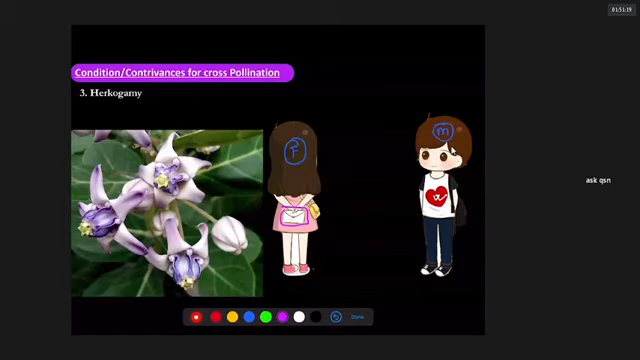 01:51:19
Condition/Contrivances for cross Pollination
3. Herkogamy
F
m
ask qsn
Done